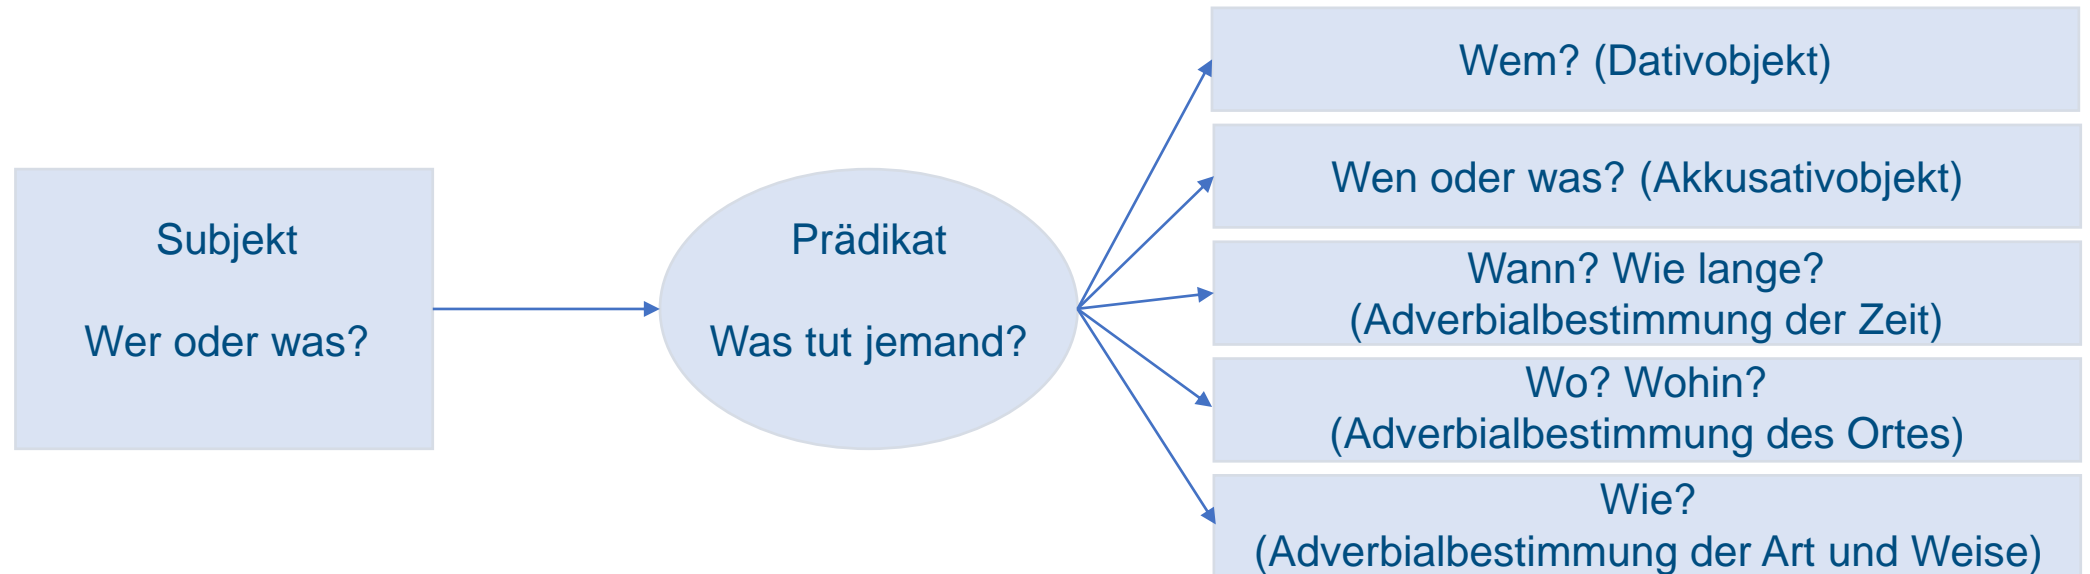 Subjekt
Wer oder was?
Prädikat
Was tut jemand?
Wem? (Dativobjekt)
Wen oder was? (Akkusativobjekt)
Wann? Wie lange?
(Adverbialbestimmung der Zeit)
Wo? Wohin?
(Adverbialbestimmung des Ortes)
Wie?
(Adverbialbestimmung der Art und Weise)